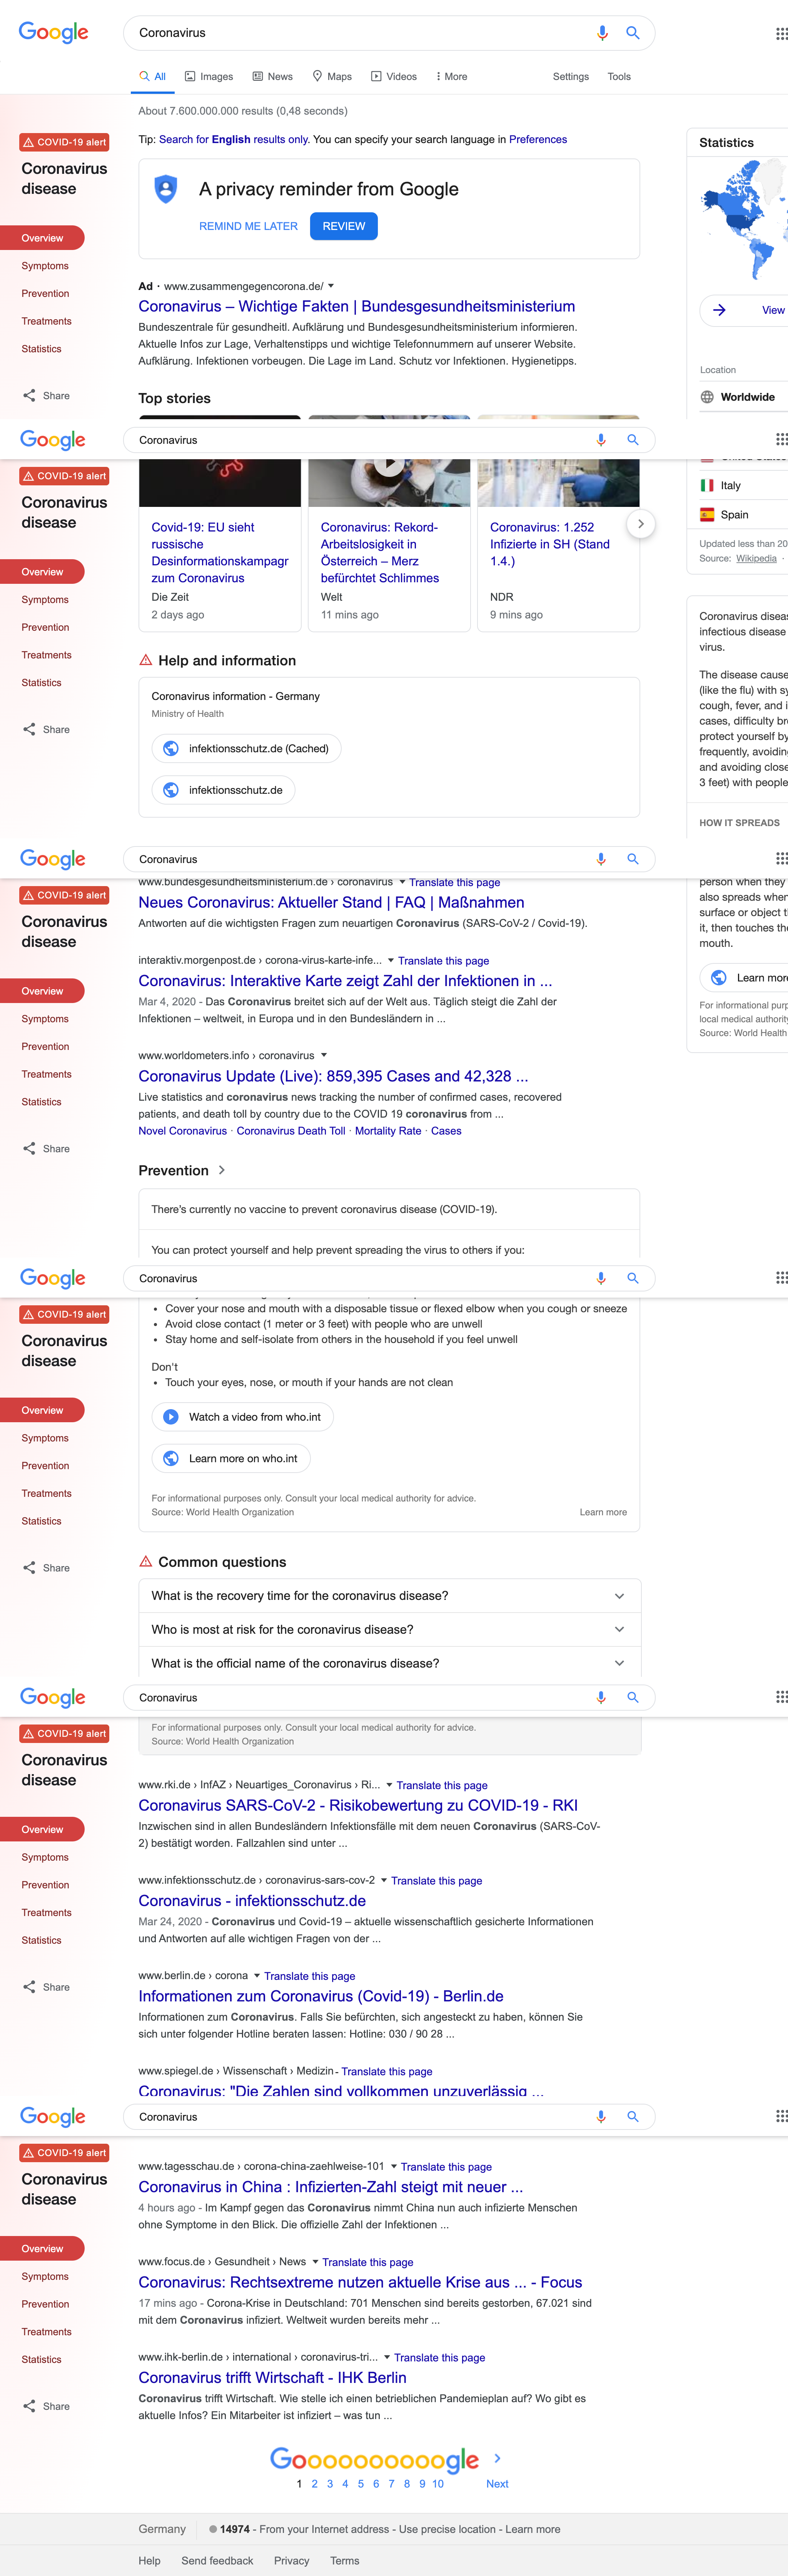 Google
Coronavirus
All Images News Maps Videos More Settings Tools
About 7.600.000.000 results (0,48 seconds)
COVID-19 alert
Coronavirus
disease
Overview
Symptoms
Prevention
Treatments
Statistics
Share
Tip: Search for English results only. You can specify your search language in Preferences
A privacy reminder from Google
REMIND ME LATER REVIEW
Ad · www.zusammengegencorona.de/
Coronavirus – Wichtige Fakten | Bundesgesundheitsministerium
Bundeszentrale für gesundheitl. Aufklärung und Bundesgesundheitsministerium informieren.
Aktuelle Infos zur Lage, Verhaltenstipps und wichtige Telefonnummern auf unserer Website.
Aufklärung. Infektionen vorbeugen. Die Lage im Land. Schutz vor Infektionen. Hygienetipps.
Top stories
Statistics
View
Location
Worldwide
Google
Coronavirus
COVID-19 alert
Coronavirus
disease
Overview
Symptoms
Prevention
Treatments
Statistics
Share
Covid-19: EU sieht
russische
Desinformationskampagr
zum Coronavirus
Die Zeit
2 days ago
Coronavirus: Rekord-
Arbeitslosigkeit in
Österreich – Merz
befürchtet Schlimmes
Welt
11 mins ago
Coronavirus: 1.252
Infizierte in SH (Stand
1.4.)
NDR
9 mins ago
Help and information
Coronavirus information - Germany
Ministry of Health
infektionsschutz.de (Cached)
infektionsschutz.de
Italy
Spain
Updated less than 20
Source: Wikipedia ·
Coronavirus diseas
infectious disease
virus.
The disease cause
(like the flu) with sy
cough, fever, and i
cases, difficulty br
protect yourself by
frequently, avoiding
and avoiding close
3 feet) with people
HOW IT SPREADS
Google
Coronavirus
COVID-19 alert
Coronavirus
disease
Overview
Symptoms
Prevention
Treatments
Statistics
Share
www.bundesgesundheitsministerium.de › coronavirus Translate this page
Neues Coronavirus: Aktueller Stand | FAQ | Maßnahmen
Antworten auf die wichtigsten Fragen zum neuartigen Coronavirus (SARS-CoV-2 / Covid-19).
interaktiv.morgenpost.de › corona-virus-karte-infe... Translate this page
Coronavirus: Interaktive Karte zeigt Zahl der Infektionen in ...
Mar 4, 2020 - Das Coronavirus breitet sich auf der Welt aus. Täglich steigt die Zahl der
Infektionen – weltweit, in Europa und in den Bundesländern in ...
www.worldometers.info › coronavirus
Coronavirus Update (Live): 859,395 Cases and 42,328 ...
Live statistics and coronavirus news tracking the number of confirmed cases, recovered
patients, and death toll by country due to the COVID 19 coronavirus from ...
Novel Coronavirus · Coronavirus Death Toll · Mortality Rate · Cases
Prevention
There's currently no vaccine to prevent coronavirus disease (COVID-19).
You can protect yourself and help prevent spreading the virus to others if you:
person when they
also spreads when
surface or object t
it, then touches the
mouth.
Learn more
For informational purp
local medical authority
Source: World Health
Google
Coronavirus
COVID-19 alert
Coronavirus
disease
Overview
Symptoms
Prevention
Treatments
Statistics
Share
• Cover your nose and mouth with a disposable tissue or flexed elbow when you cough or sneeze
• Avoid close contact (1 meter or 3 feet) with people who are unwell
• Stay home and self-isolate from others in the household if you feel unwell
Don't
• Touch your eyes, nose, or mouth if your hands are not clean
Watch a video from who.int
Learn more on who.int
For informational purposes only. Consult your local medical authority for advice.
Source: World Health Organization Learn more
Common questions
What is the recovery time for the coronavirus disease?
Who is most at risk for the coronavirus disease?
What is the official name of the coronavirus disease?
Google
Coronavirus
COVID-19 alert
Coronavirus
disease
Overview
Symptoms
Prevention
Treatments
Statistics
Share
For informational purposes only. Consult your local medical authority for advice.
Source: World Health Organization
www.rki.de › InfAZ › Neuartiges_Coronavirus › Ri... Translate this page
Coronavirus SARS-CoV-2 - Risikobewertung zu COVID-19 - RKI
Inzwischen sind in allen Bundesländern Infektionsfälle mit dem neuen Coronavirus (SARS-CoV-
2) bestätigt worden. Fallzahlen sind unter ...
www.infektionsschutz.de › coronavirus-sars-cov-2 Translate this page
Coronavirus - infektionsschutz.de
Mar 24, 2020 - Coronavirus und Covid-19 – aktuelle wissenschaftlich gesicherte Informationen
und Antworten auf alle wichtigen Fragen von der ...
www.berlin.de › corona Translate this page
Informationen zum Coronavirus (Covid-19) - Berlin.de
Informationen zum Coronavirus. Falls Sie befürchten, sich angesteckt zu haben, können Sie
sich unter folgender Hotline beraten lassen: Hotline: 030 / 90 28 ...
www.spiegel.de › Wissenschaft › Medizin - Translate this page
Coronavirus: "Die Zahlen sind vollkommen unzuverlässig ...
Google
Coronavirus
COVID-19 alert
Coronavirus
disease
Overview
Symptoms
Prevention
Treatments
Statistics
Share
www.tagesschau.de › corona-china-zaehlweise-101 Translate this page
Coronavirus in China : Infizierten-Zahl steigt mit neuer ...
4 hours ago - Im Kampf gegen das Coronavirus nimmt China nun auch infizierte Menschen
ohne Symptome in den Blick. Die offizielle Zahl der Infektionen ...
www.focus.de › Gesundheit › News Translate this page
Coronavirus: Rechtsextreme nutzen aktuelle Krise aus ... - Focus
17 mins ago - Corona-Krise in Deutschland: 701 Menschen sind bereits gestorben, 67.021 sind
mit dem Coronavirus infiziert. Weltweit wurden bereits mehr ...
www.ihk-berlin.de › international › coronavirus-tri... Translate this page
Coronavirus trifft Wirtschaft - IHK Berlin
Coronavirus trifft Wirtschaft. Wie stelle ich einen betrieblichen Pandemieplan auf? Wo gibt es
aktuelle Infos? Ein Mitarbeiter ist infiziert – was tun ...
Goooooooooogle
1 2 3 4 5 6 7 8 9 10 Next
Germany 14974 - From your Internet address - Use precise location - Learn more
Help Send feedback Privacy Terms